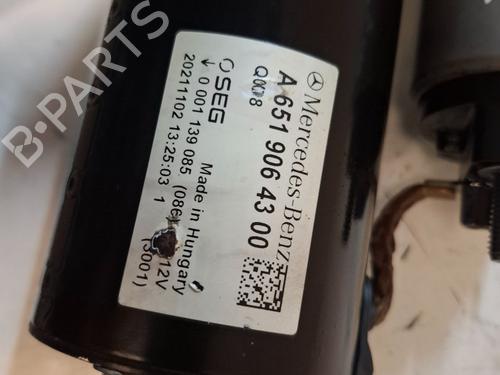 Mercedes-Benz
A 651 906 43 00
Q008
SEG
Made in Hungary
0 001 139 085
12V
20211102 13:25:03 1
B-PARTS